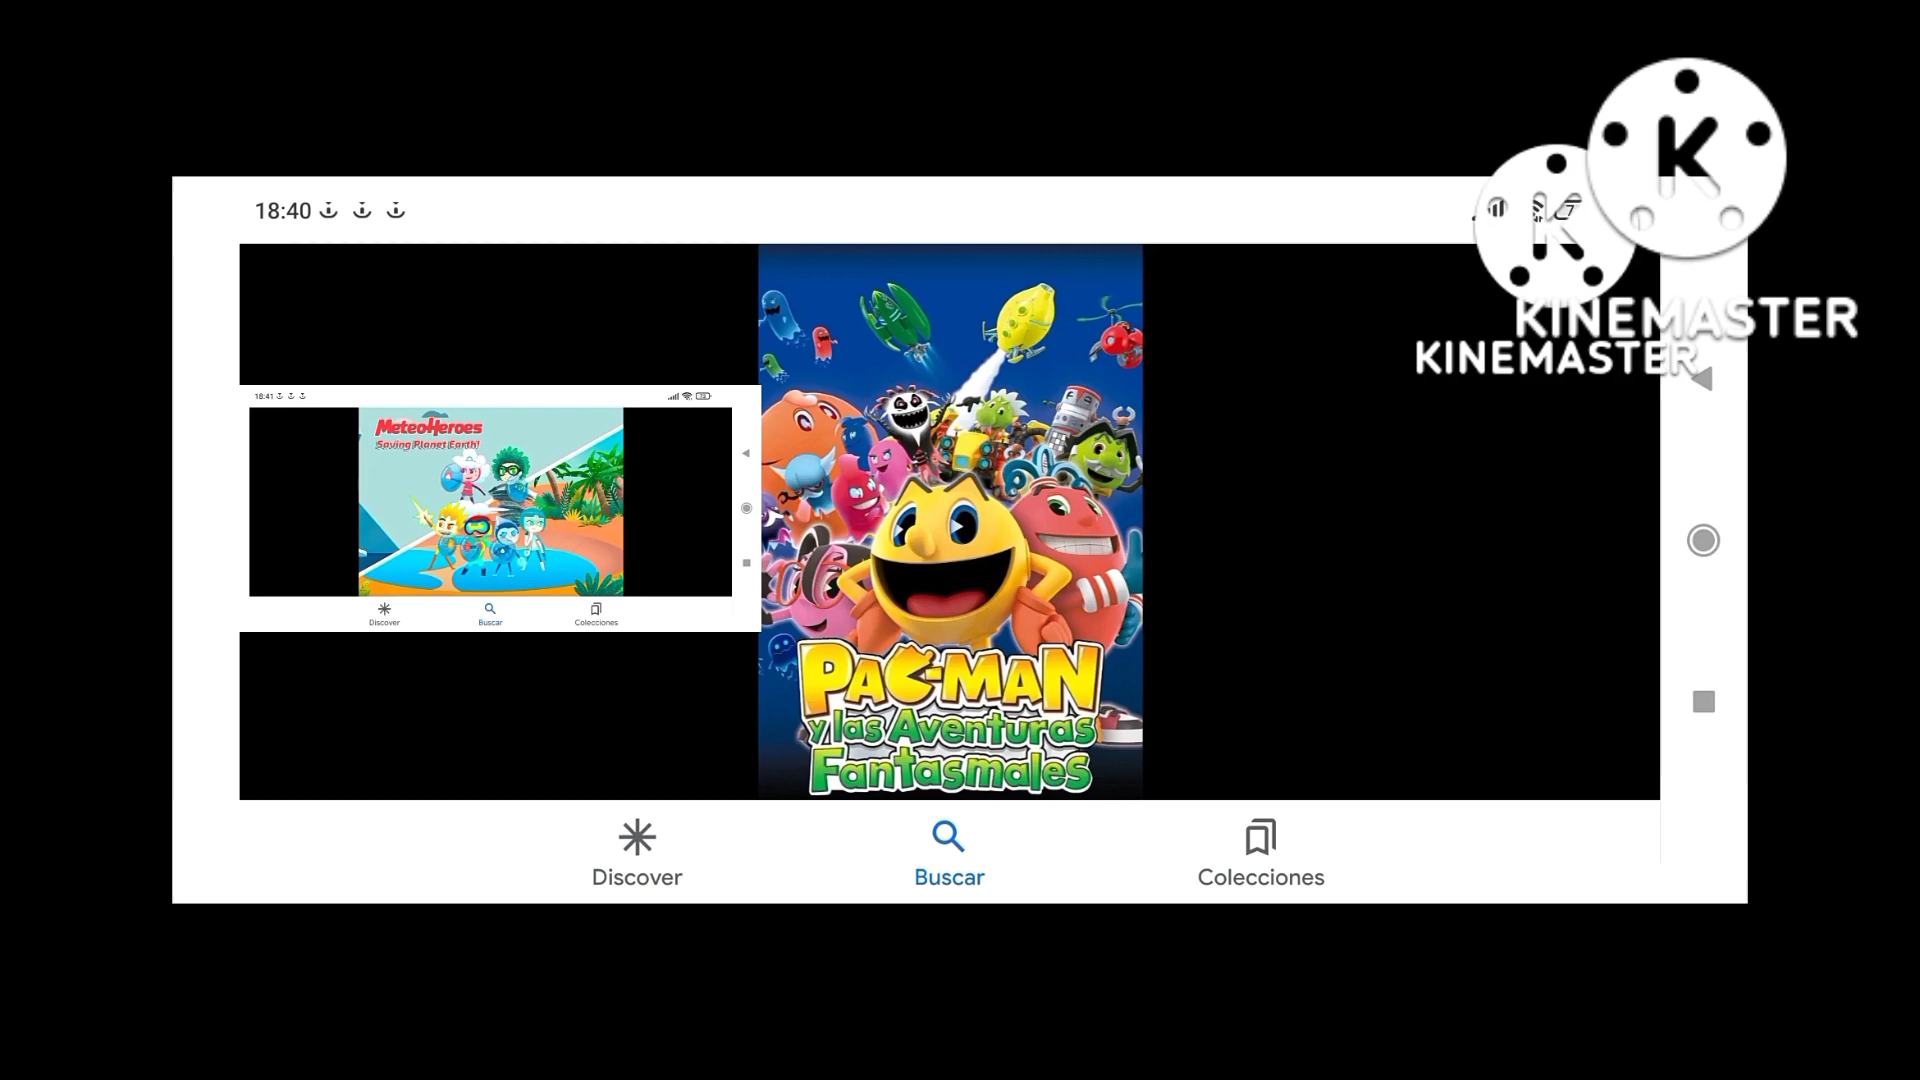 KINEMASTER
KINEMASTER
18:40
18:41
MeteoHeroes
Saving Planet Earth!
Discover
Buscar
Colecciones
PAC-MAN
y las Aventuras
Fantasmales
Discover
Buscar
Colecciones